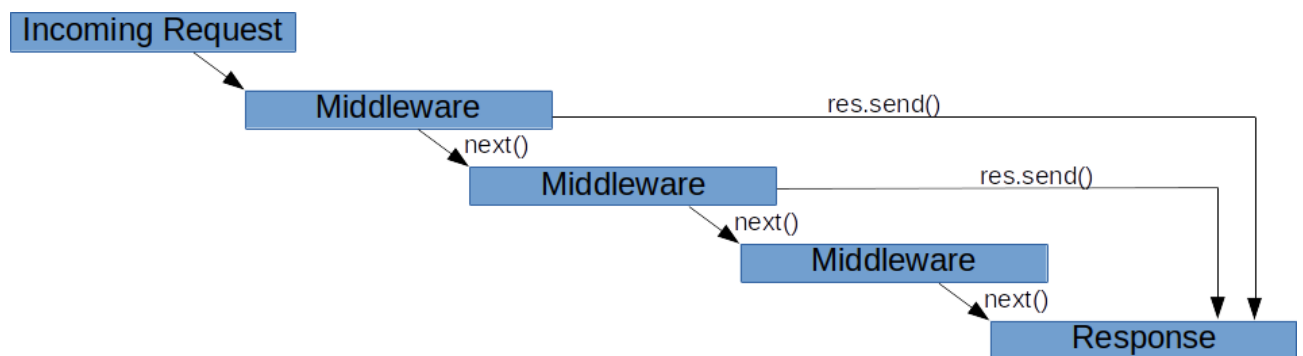 Incoming Request
Middleware
res.send()
next()
Middleware
res.send()
next()
Middleware
next()
Response